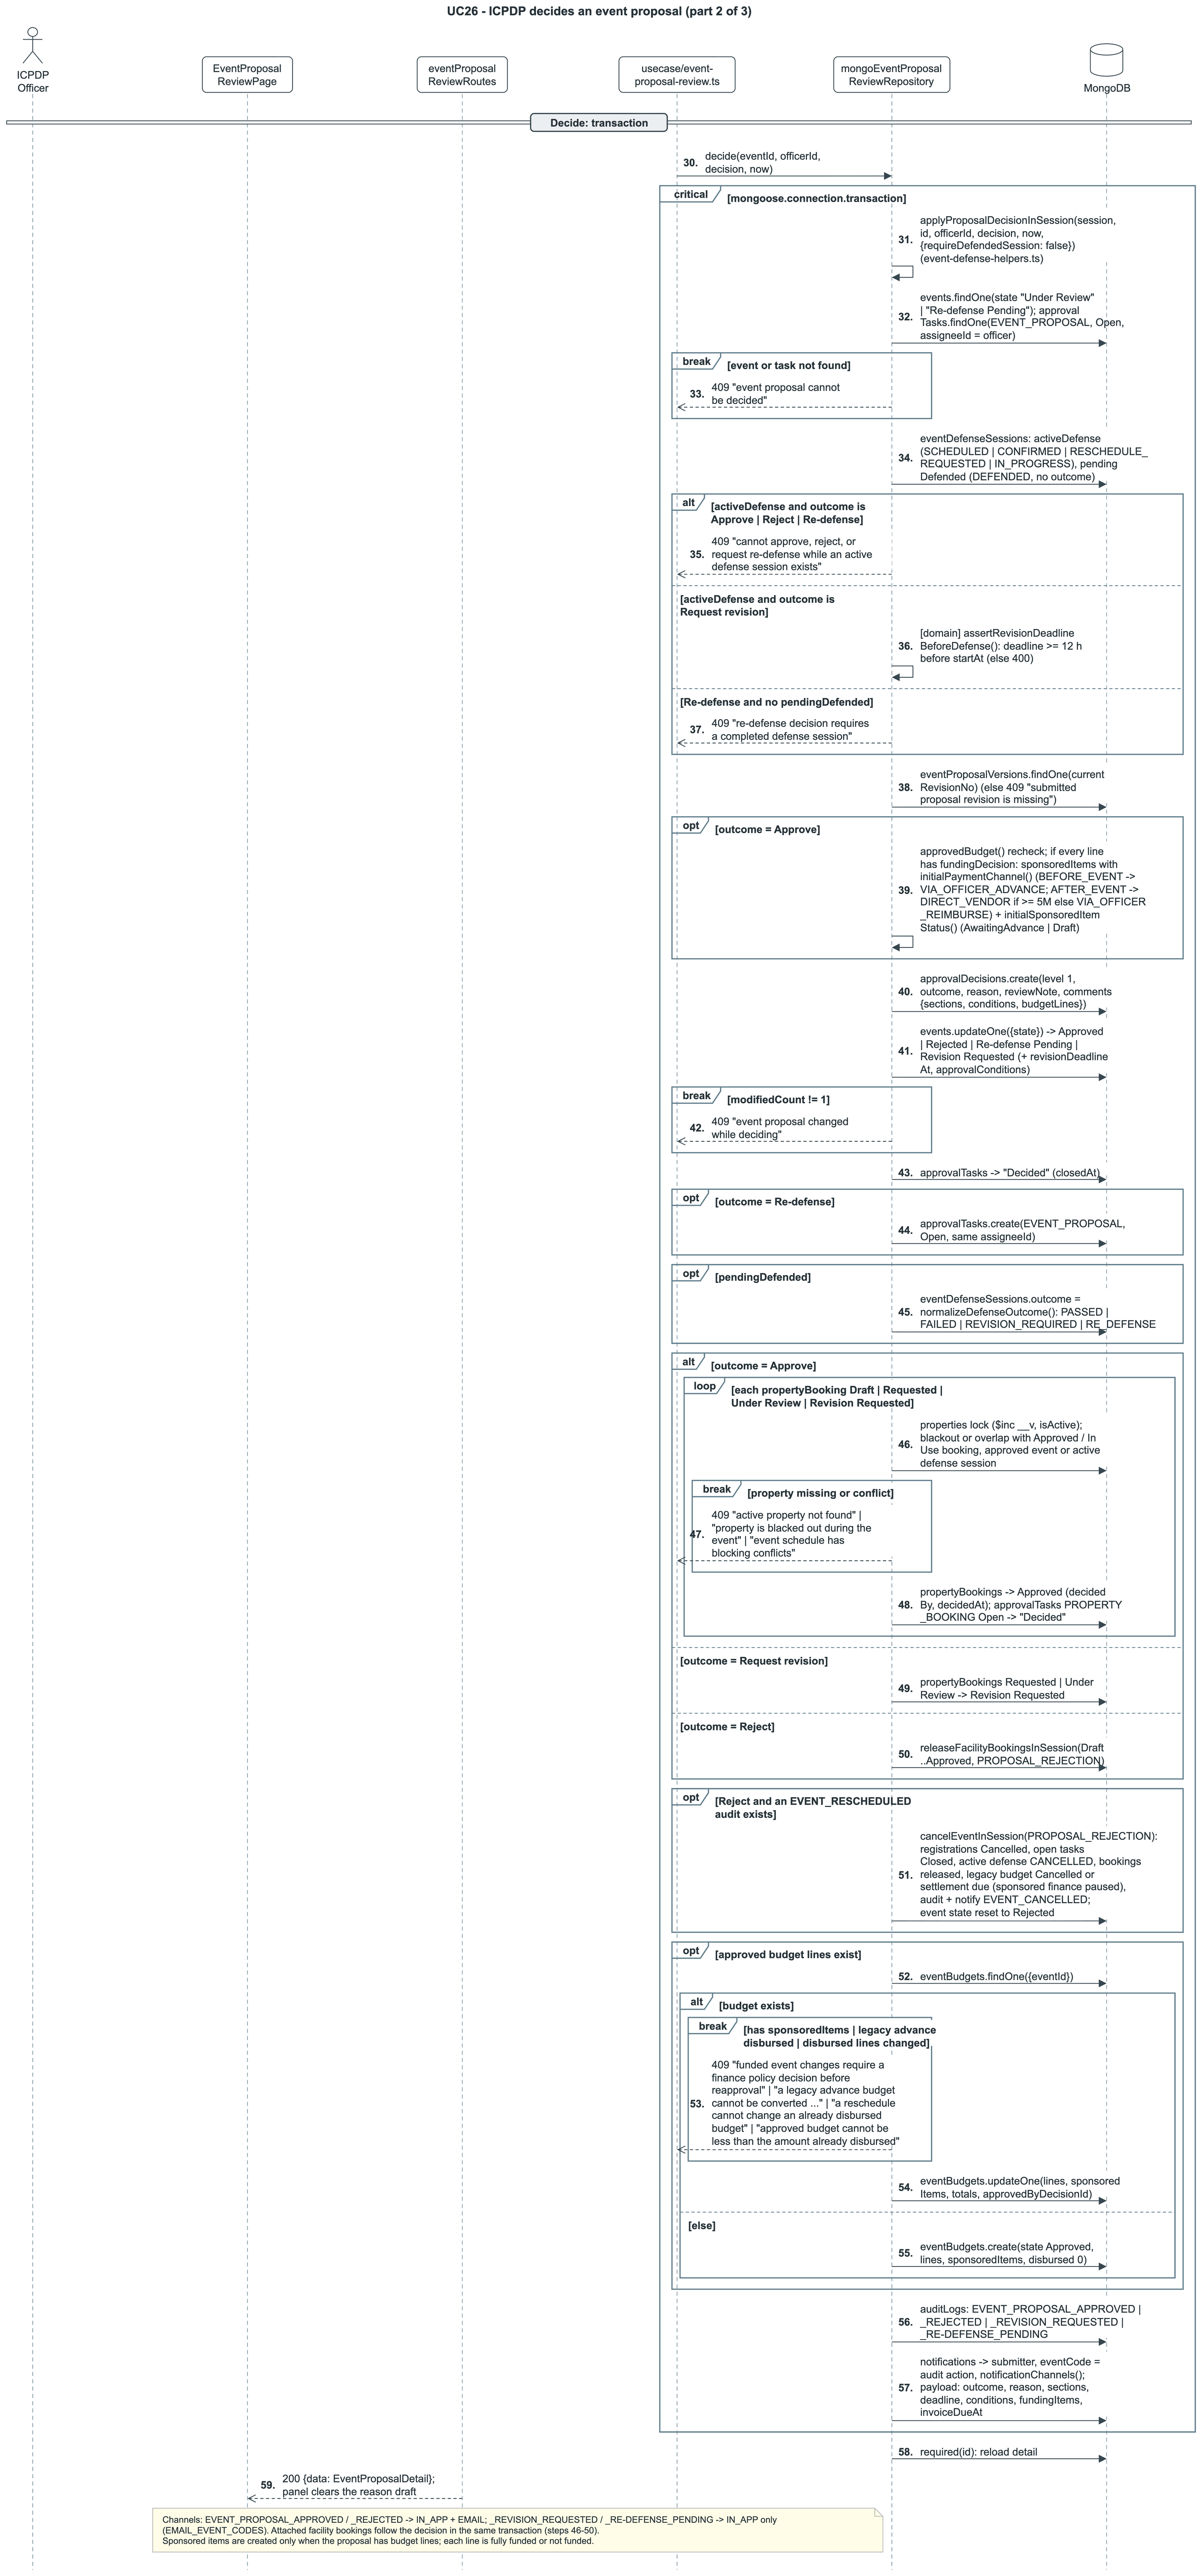 UC26 - ICPDP decides an event proposal (part 2 of 3)
ICPDP
Officer
EventProposal
ReviewPage
eventProposal
ReviewRoutes
usecase/event-
proposal-review.ts
mongoEventProposal
ReviewRepository
MongoDB
Decide: transaction
30. decide(eventId, officerId,
decision, now)
critical [mongoose.connection.transaction]
31. applyProposalDecisionInSession(session,
id, officerId, decision, now,
{requireDefendedSession: false})
(event-defense-helpers.ts)
32. events.findOne(state "Under Review"
| "Re-defense Pending"); approval
Tasks.findOne(EVENT_PROPOSAL, Open,
assigneeId = officer)
break [event or task not found]
33. 409 "event proposal cannot
be decided"
34. eventDefenseSessions: activeDefense
(SCHEDULED | CONFIRMED | RESCHEDULE_
REQUESTED | IN_PROGRESS), pending
Defended (DEFENDED, no outcome)
alt [activeDefense and outcome is
Approve | Reject | Re-defense]
35. 409 "cannot approve, reject, or
request re-defense while an active
defense session exists"
[activeDefense and outcome is
Request revision]
36. [domain] assertRevisionDeadline
BeforeDefense(): deadline >= 12 h
before startAt (else 400)
[Re-defense and no pendingDefended]
37. 409 "re-defense decision requires
a completed defense session"
38. eventProposalVersions.findOne(current
RevisionNo) (else 409 "submitted
proposal revision is missing")
opt [outcome = Approve]
39. approvedBudget() recheck; if every line
has fundingDecision: sponsoredItems with
initialPaymentChannel() (BEFORE_EVENT ->
VIA_OFFICER_ADVANCE; AFTER_EVENT ->
DIRECT_VENDOR if >= 5M else VIA_OFFICER
_REIMBURSE) + initialSponsoredItem
Status() (AwaitingAdvance | Draft)
40. approvalDecisions.create(level 1,
outcome, reason, reviewNote, comments
{sections, conditions, budgetLines})
41. events.updateOne({state}) -> Approved
| Rejected | Re-defense Pending |
Revision Requested (+ revisionDeadline
At, approvalConditions)
break [modifiedCount != 1]
42. 409 "event proposal changed
while deciding"
43. approvalTasks -> "Decided" (closedAt)
opt [outcome = Re-defense]
44. approvalTasks.create(EVENT_PROPOSAL,
Open, same assigneeId)
opt [pendingDefended]
45. eventDefenseSessions.outcome =
normalizeDefenseOutcome(): PASSED |
FAILED | REVISION_REQUIRED | RE_DEFENSE
alt [outcome = Approve]
loop [each propertyBooking Draft | Requested |
Under Review | Revision Requested]
46. properties lock ($inc __v, isActive);
blackout or overlap with Approved / In
Use booking, approved event or active
defense session
break [property missing or conflict]
47. 409 "active property not found" |
"property is blacked out during the
event" | "event schedule has
blocking conflicts"
48. propertyBookings -> Approved (decided
By, decidedAt); approvalTasks PROPERTY
_BOOKING Open -> "Decided"
[outcome = Request revision]
49. propertyBookings Requested | Under
Review -> Revision Requested
[outcome = Reject]
50. releaseFacilityBookingsInSession(Draft
..Approved, PROPOSAL_REJECTION)
opt [Reject and an EVENT_RESCHEDULED
audit exists]
51. cancelEventInSession(PROPOSAL_REJECTION):
registrations Cancelled, open tasks
Closed, active defense CANCELLED, bookings
released, legacy budget Cancelled or
settlement due (sponsored finance paused),
audit + notify EVENT_CANCELLED;
event state reset to Rejected
opt [approved budget lines exist]
52. eventBudgets.findOne({eventId})
alt [budget exists]
break [has sponsoredItems | legacy advance
disbursed | disbursed lines changed]
53. 409 "funded event changes require a
finance policy decision before
reapproval" | "a legacy advance budget
cannot be converted ..." | "a reschedule
cannot change an already disbursed
budget" | "approved budget cannot be
less than the amount already disbursed"
54. eventBudgets.updateOne(lines, sponsored
Items, totals, approvedByDecisionId)
[else]
55. eventBudgets.create(state Approved,
lines, sponsoredItems, disbursed 0)
56. auditLogs: EVENT_PROPOSAL_APPROVED |
_REJECTED | _REVISION_REQUESTED |
_RE-DEFENSE_PENDING
57. notifications -> submitter, eventCode =
audit action, notificationChannels();
payload: outcome, reason, sections,
deadline, conditions, fundingItems,
invoiceDueAt
58. required(id): reload detail
59. 200 {data: EventProposalDetail};
panel clears the reason draft
Channels: EVENT_PROPOSAL_APPROVED / _REJECTED -> IN_APP + EMAIL; _REVISION_REQUESTED / _RE-DEFENSE_PENDING -> IN_APP only
(EMAIL_EVENT_CODES). Attached facility bookings follow the decision in the same transaction (steps 46-50).
Sponsored items are created only when the proposal has budget lines; each line is fully funded or not funded.